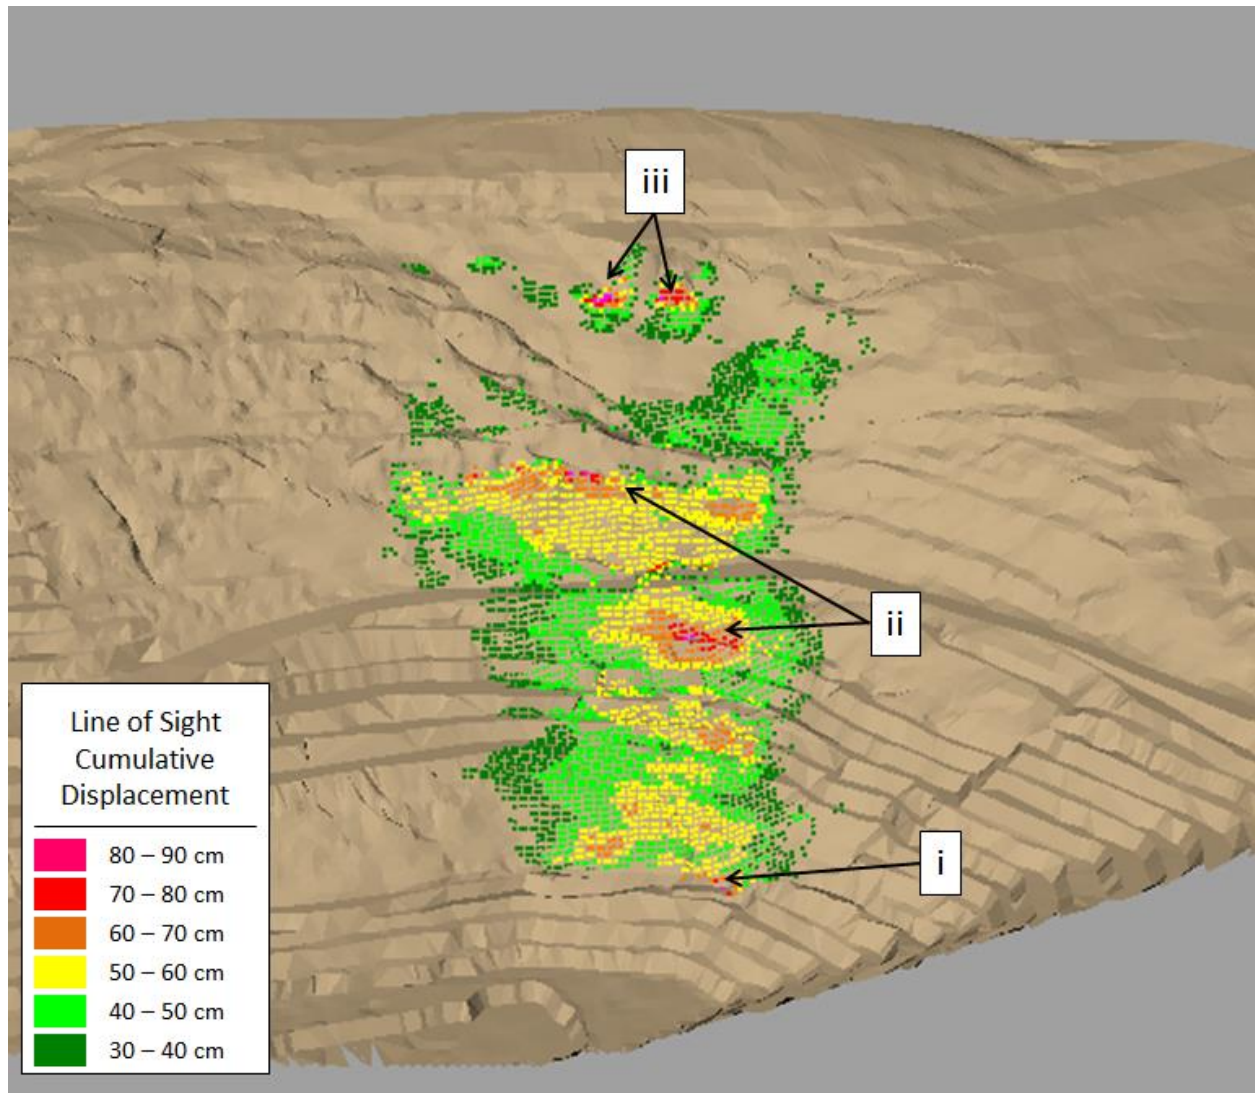 iii
ii
i
Line of Sight
Cumulative
Displacement
80 – 90 cm
70 – 80 cm
60 – 70 cm
50 – 60 cm
40 – 50 cm
30 – 40 cm